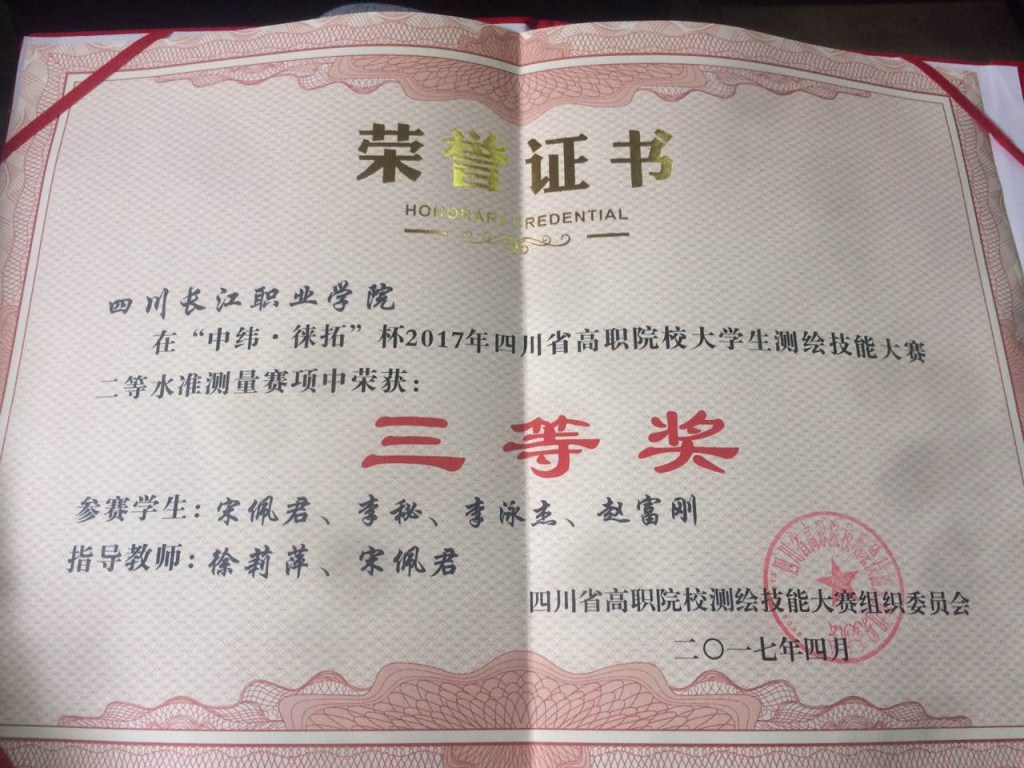 荣誉证书
HONORARY CREDENTIAL
四川长江职业学院
在“中纬·徕拓”杯2017年四川省高职院校大学生测绘技能大赛
二等水准测量赛项中荣获：
三等奖
参赛学生：宋佩君、李秘、李泳杰、赵富刚
指导教师：徐莉萍、宋佩君
四川省高职院校测绘技能大赛组织委员会
二〇一七年四月